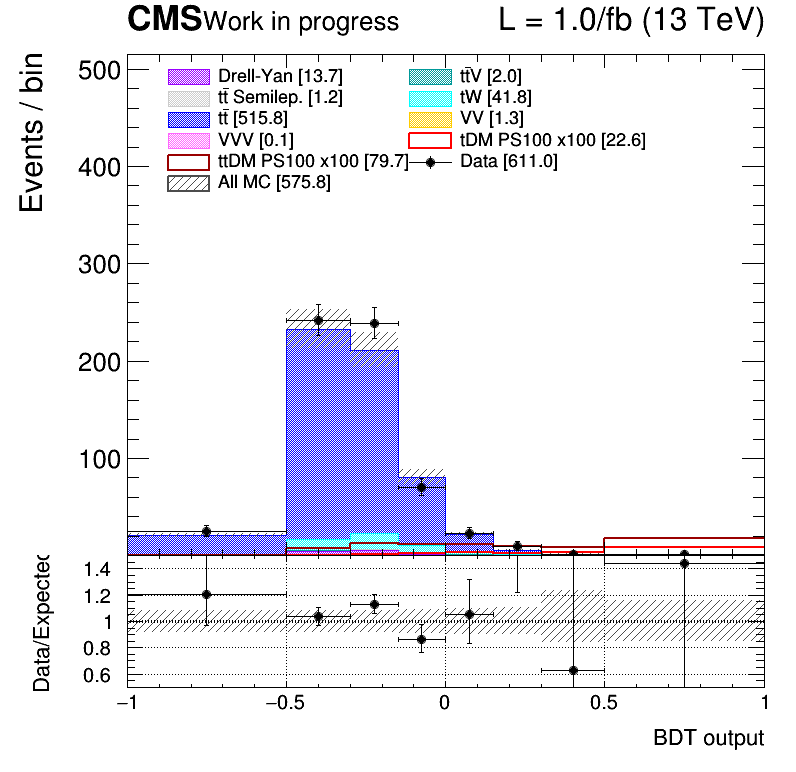 CMS Work in progress L = 1.0/fb (13 TeV)
Events / bin
500
400
300
200
100
Drell-Yan [13.7] tt̄V [2.0]
tt̄ Semilep. [1.2] tW [41.8]
tt̄ [515.8] VV [1.3]
VVV [0.1] tDM PS100 x100 [22.6]
ttDM PS100 x100 [79.7] Data [611.0]
All MC [575.8]
Data/Expected
1.4
1.2
1
0.8
0.6
−1 −0.5 0 0.5 1
BDT output